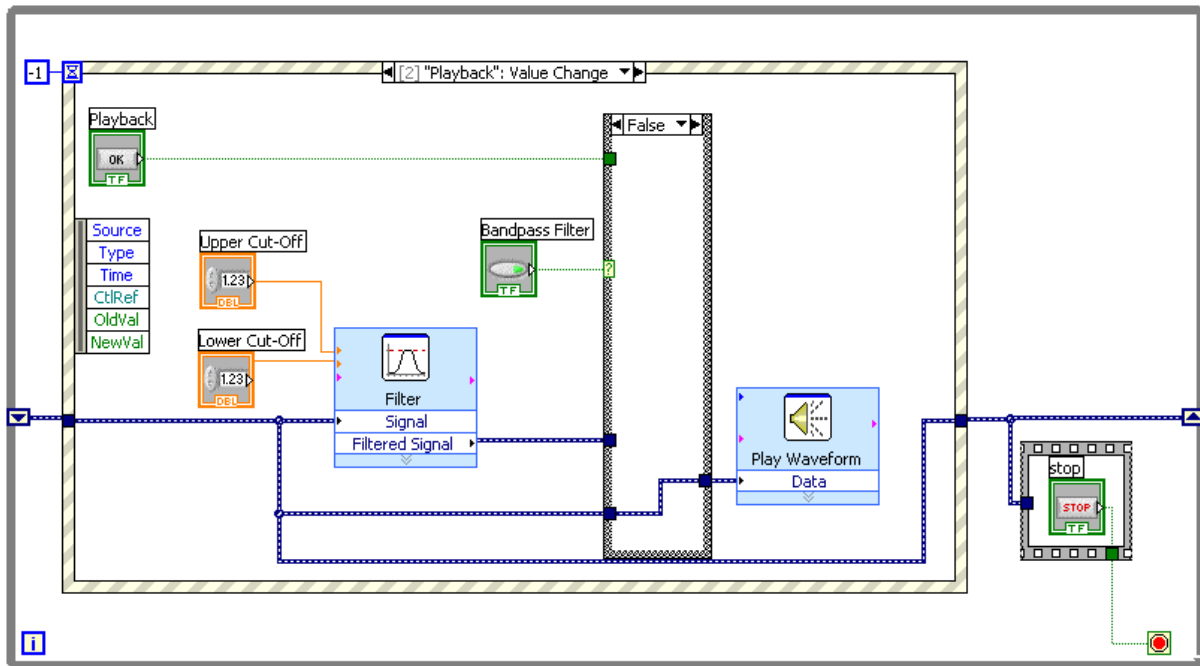 -1
[2] "Playback": Value Change
Playback
OK
TF
False
Source
Type
Time
CtlRef
OldVal
NewVal
Upper Cut-Off
1.23
DBL
Bandpass Filter
TF
?
Lower Cut-Off
1.23
DBL
Filter
Signal
Filtered Signal
Play Waveform
Data
stop
STOP
TF
i